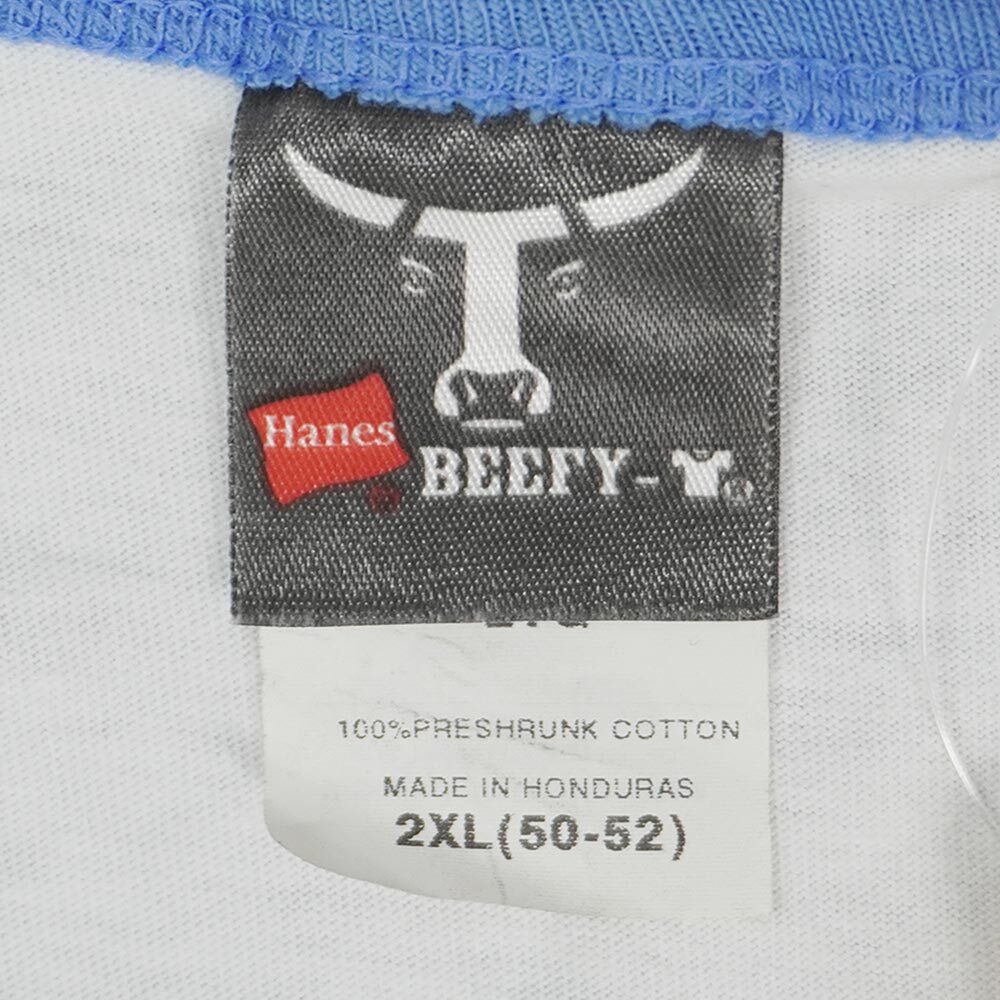 Hanes
BEEFY-
100%PRESHRUNK COTTON
MADE IN HONDURAS
2XL(50-52)